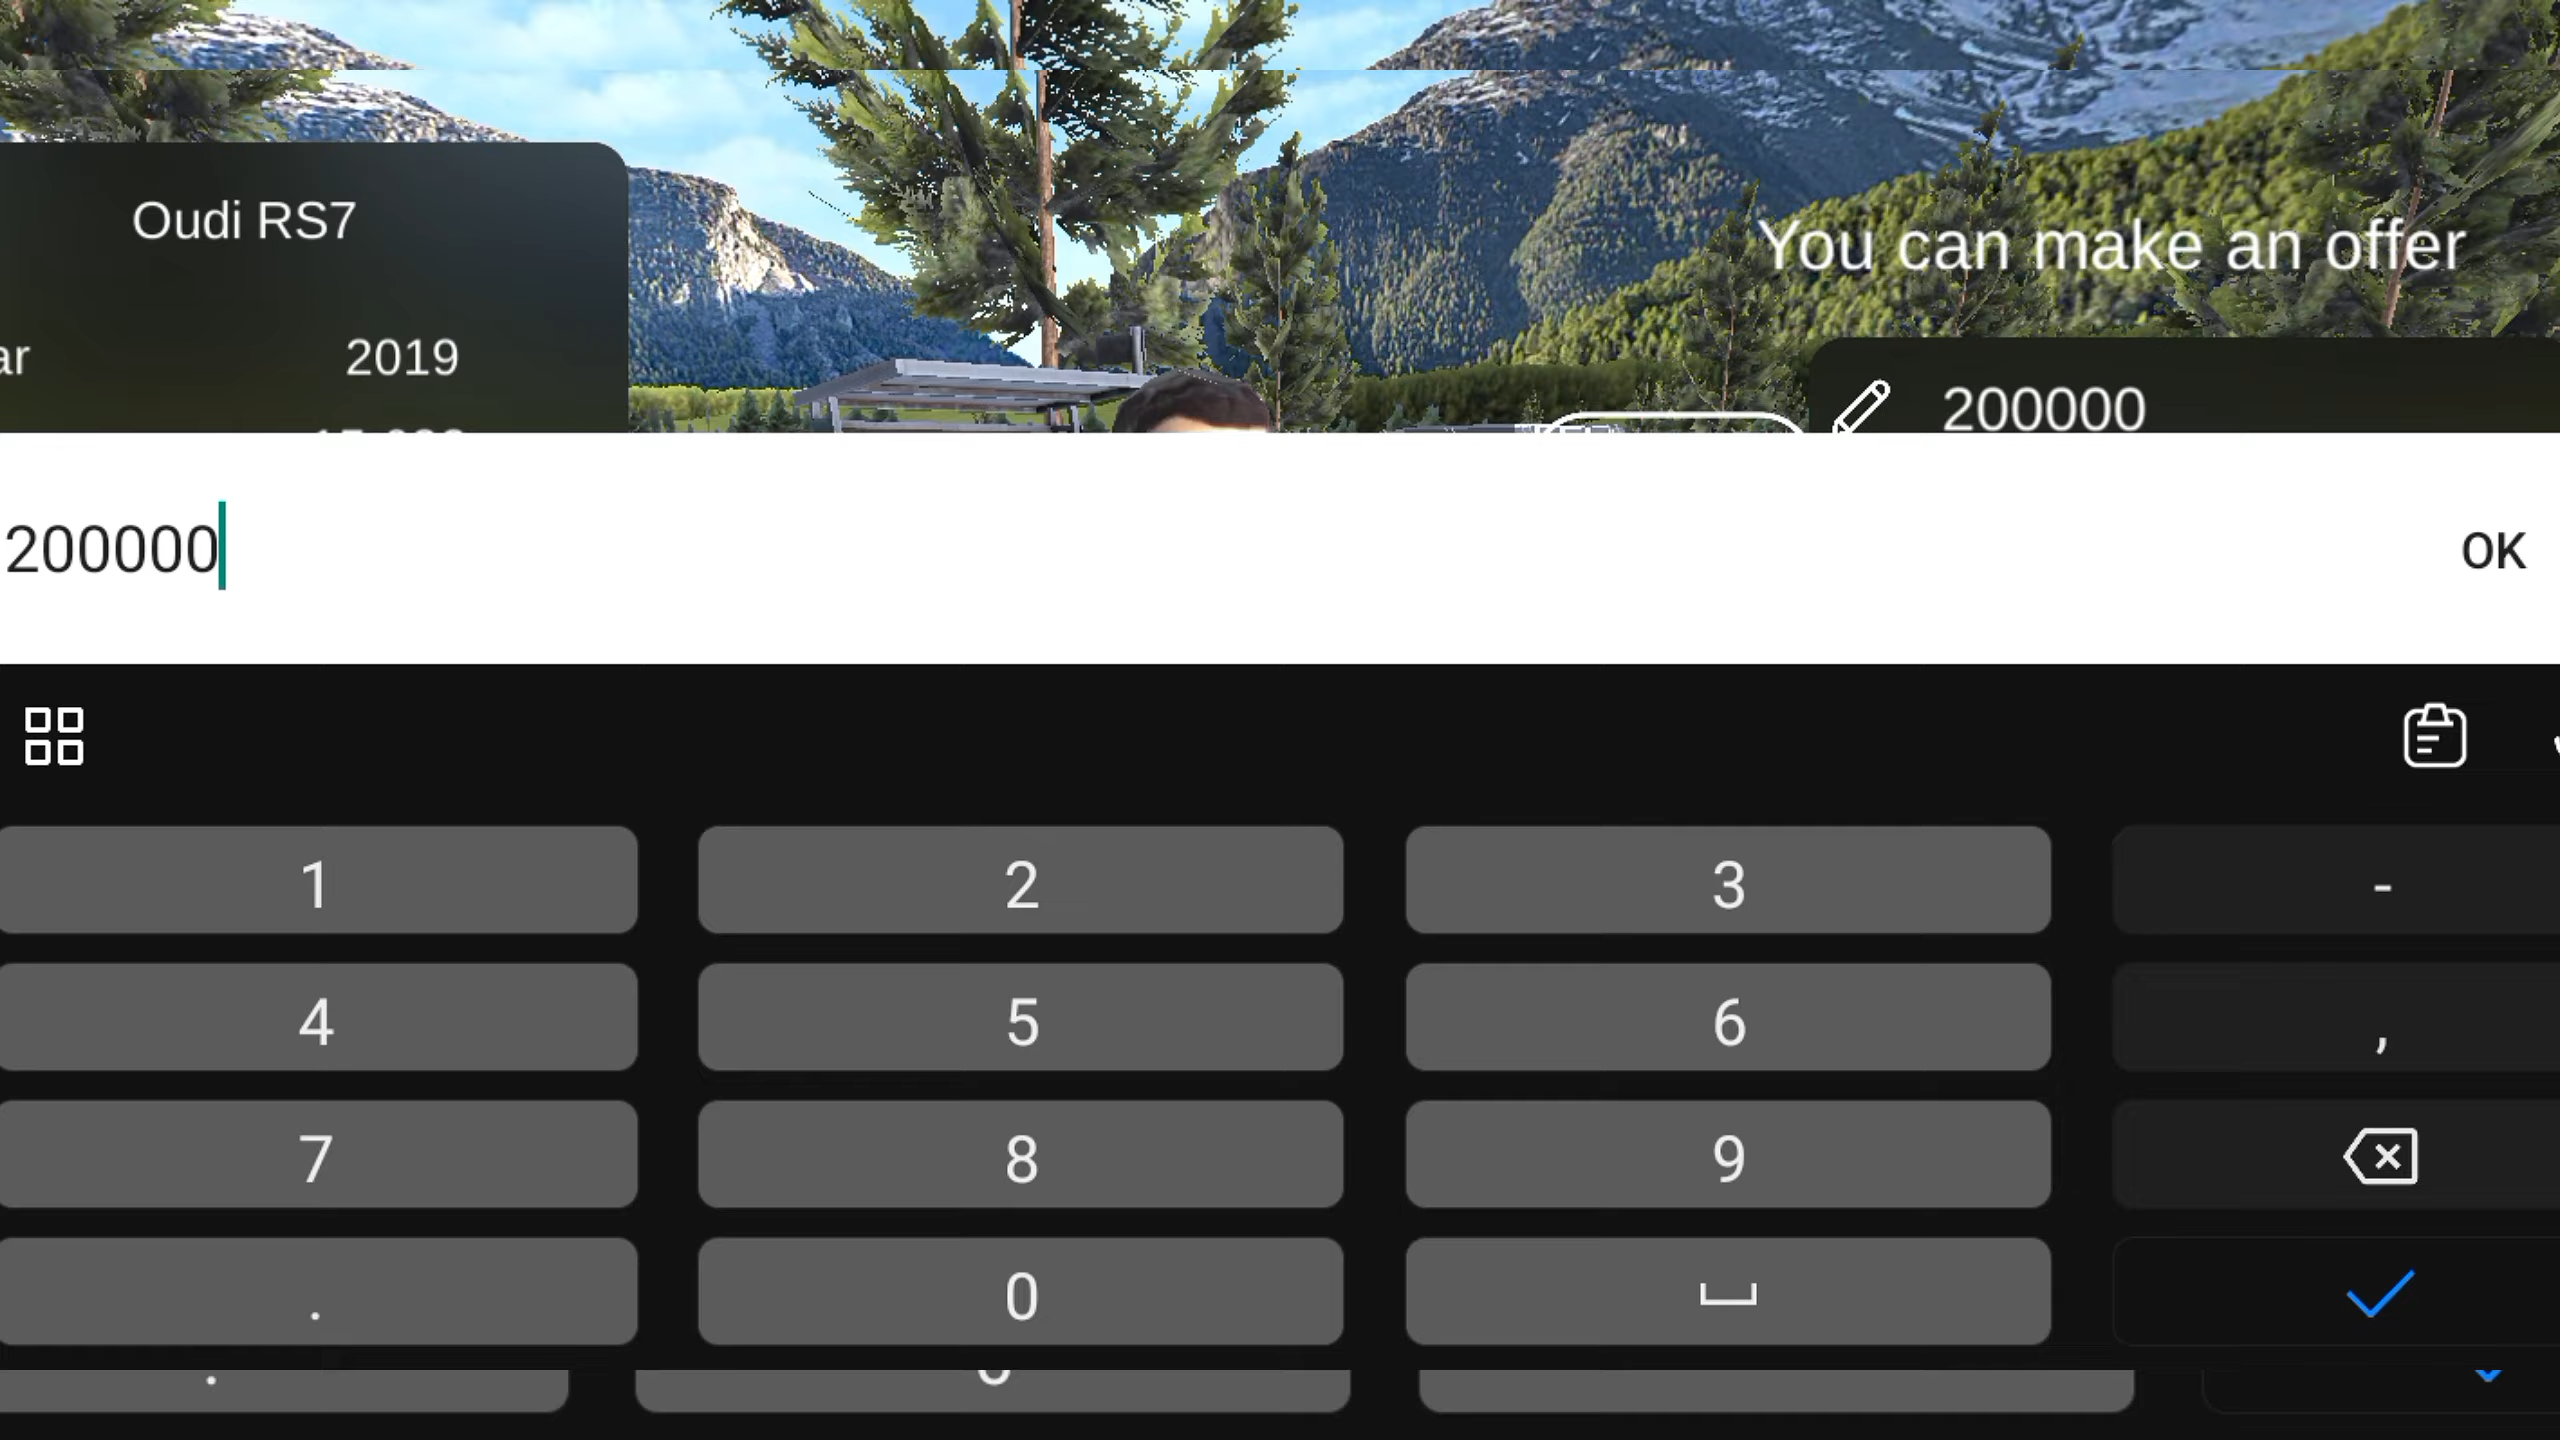 Oudi RS7
You can make an offer
ar 2019
200000
200000
OK
1 2 3 -
4 5 6 ,
7 8 9
. 0